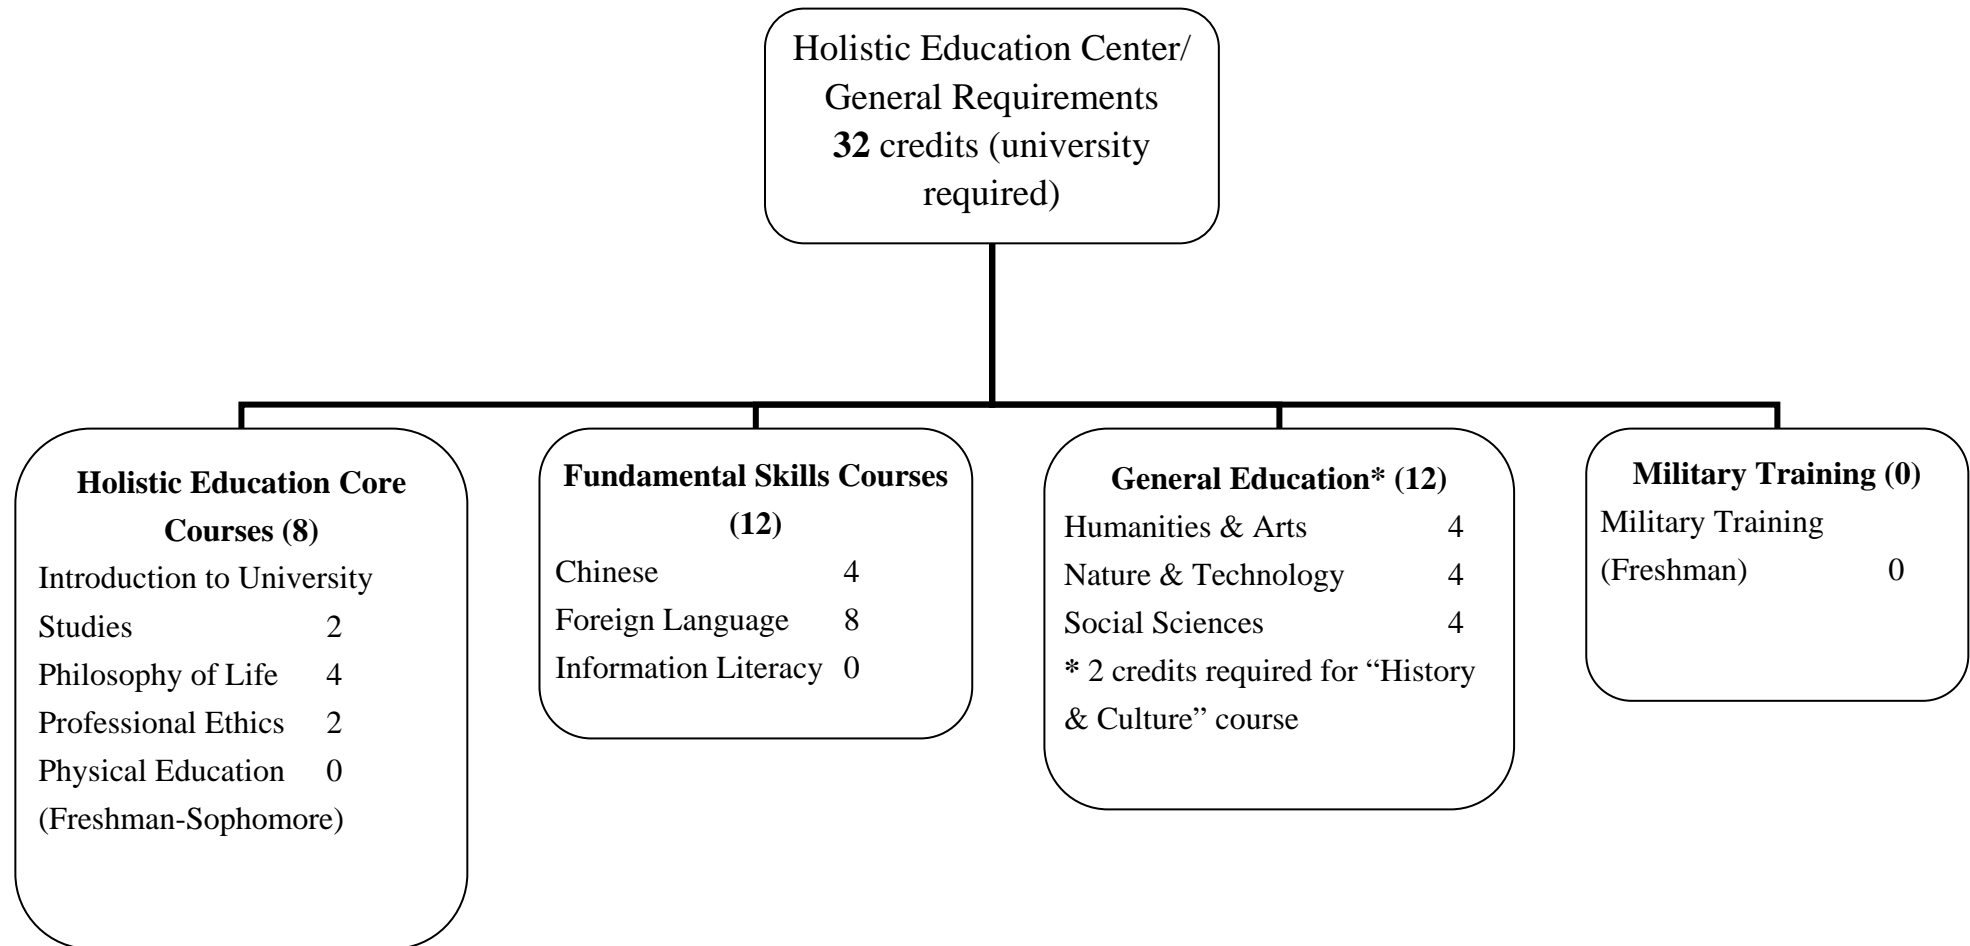 Holistic Education Center/
General Requirements
32 credits (university
required)
Holistic Education Core
Courses (8)
Introduction to University
Studies 2
Philosophy of Life 4
Professional Ethics 2
Physical Education 0
(Freshman-Sophomore)
Fundamental Skills Courses
(12)
Chinese 4
Foreign Language 8
Information Literacy 0
General Education* (12)
Humanities & Arts 4
Nature & Technology 4
Social Sciences 4
* 2 credits required for “History
& Culture” course
Military Training (0)
Military Training
(Freshman) 0